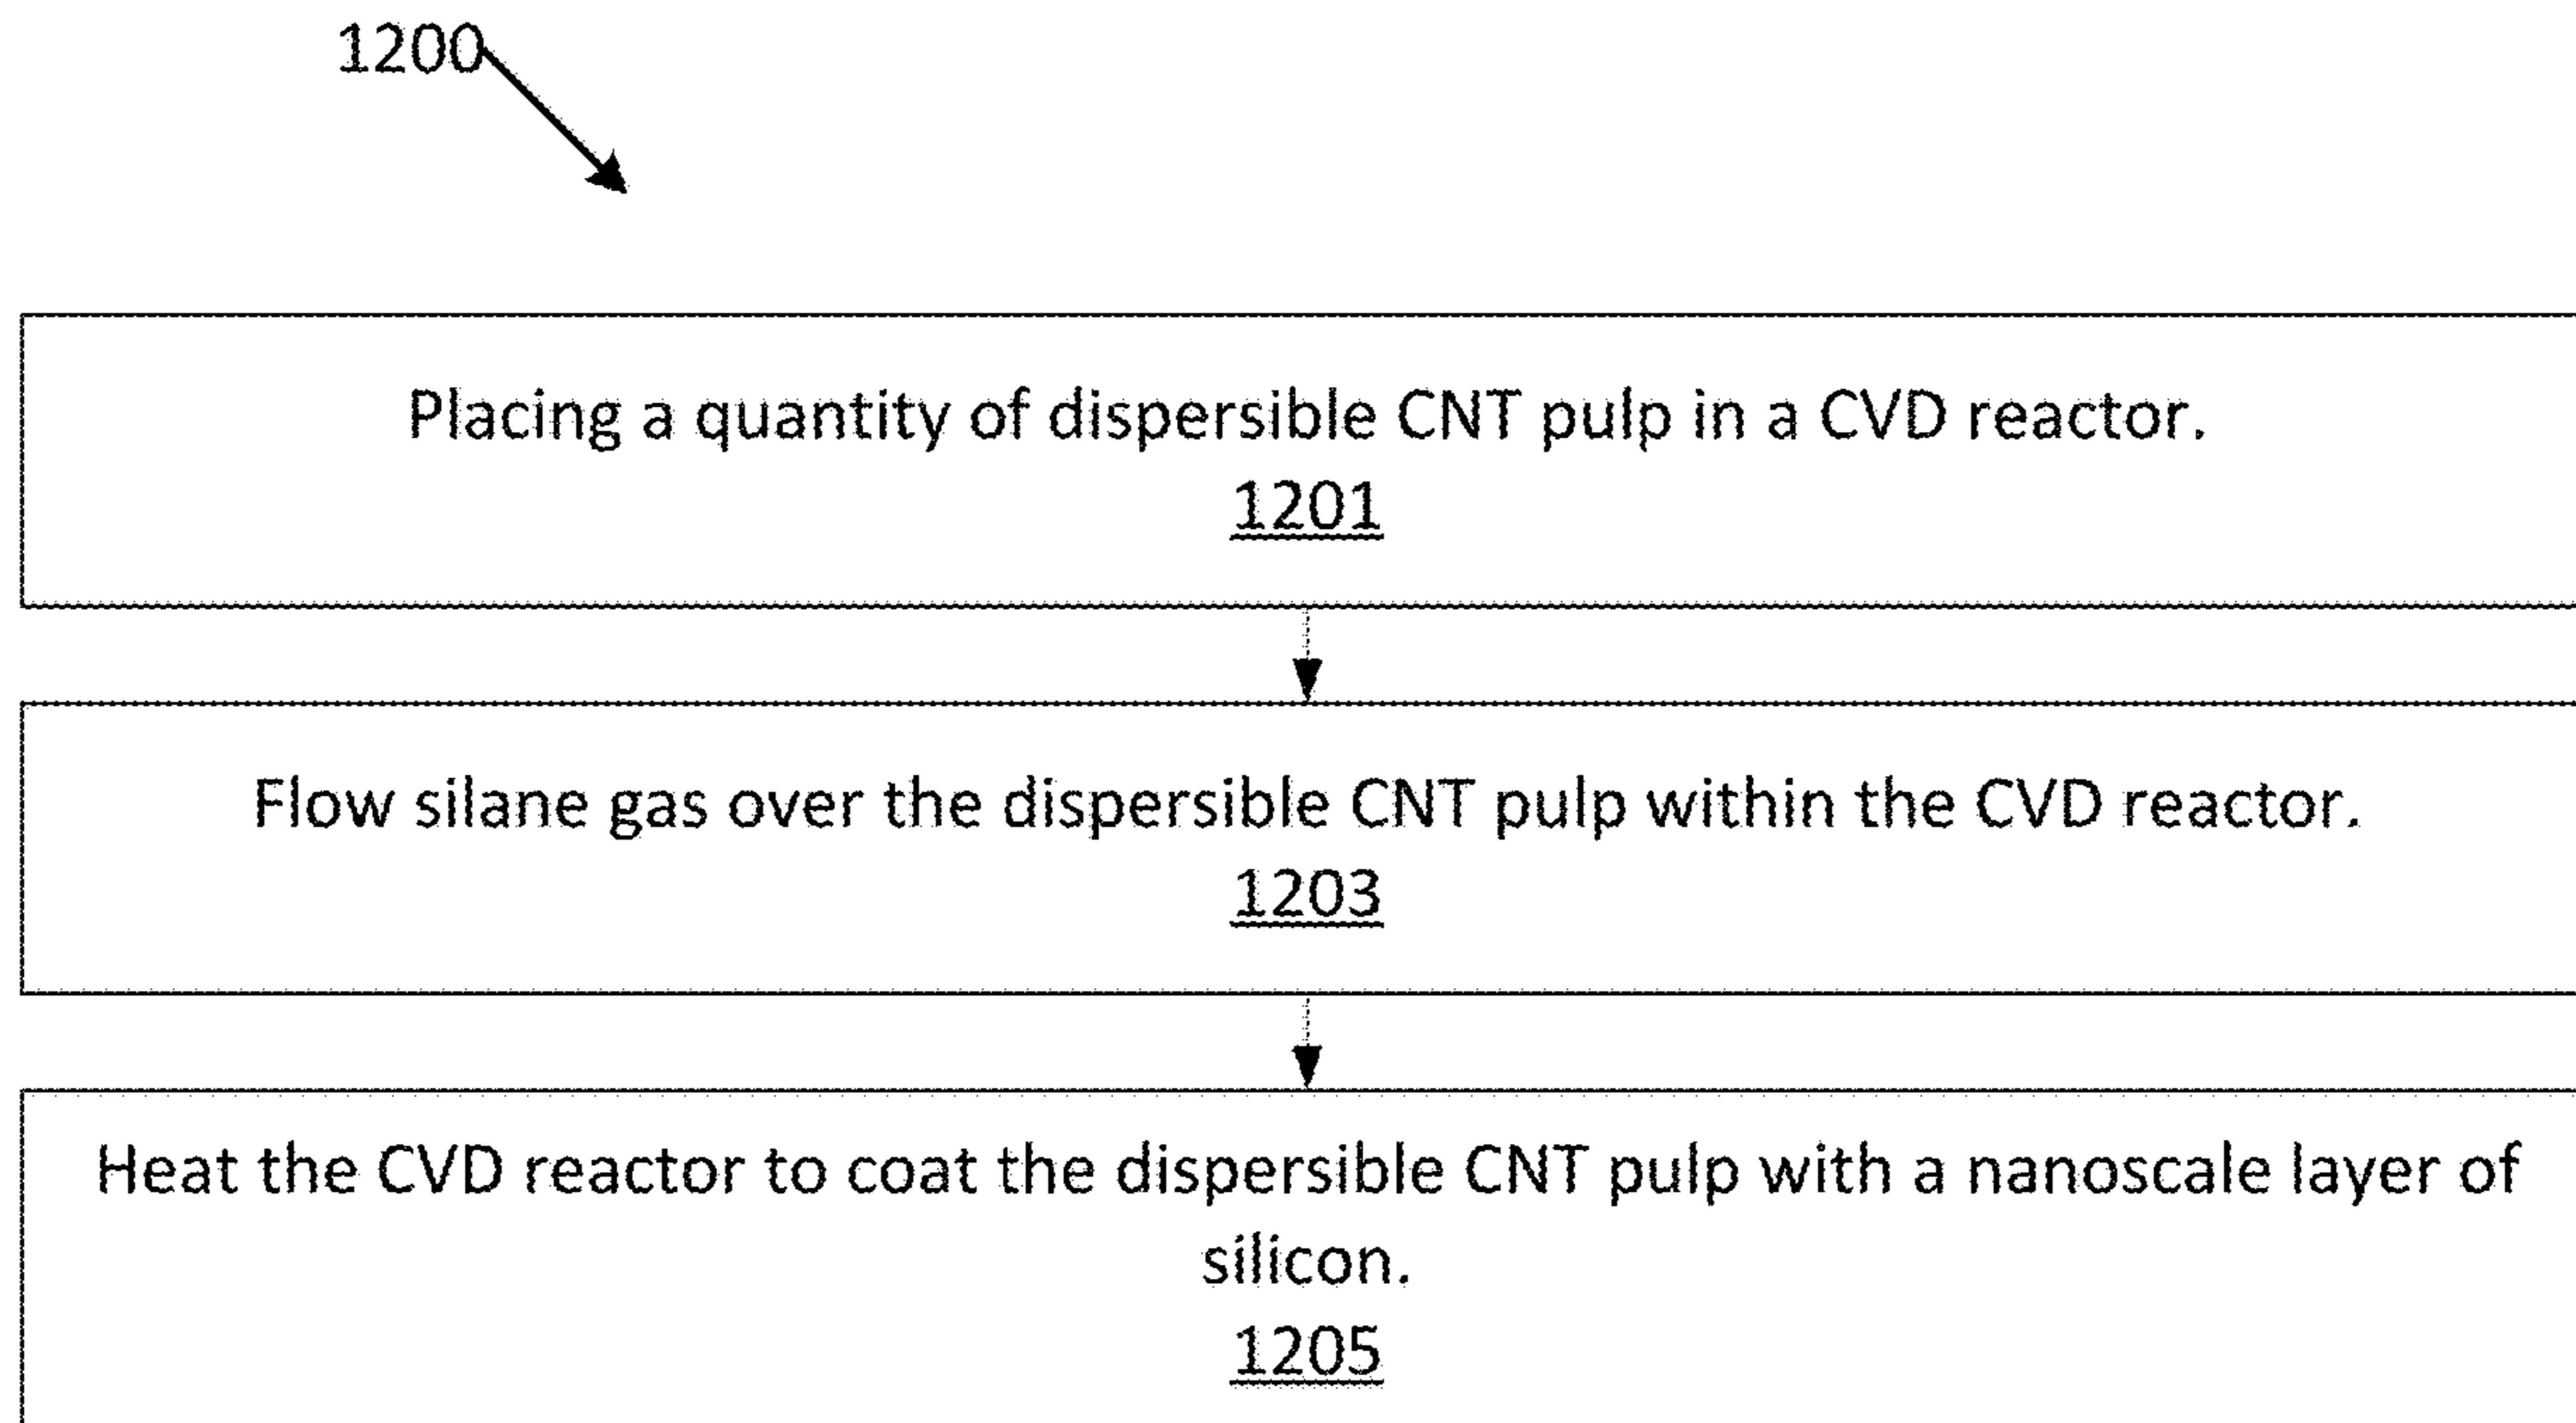 1200
Placing a quantity of dispersible CNT pulp in a CVD reactor.
1201
Flow silane gas over the dispersible CNT pulp within the CVD reactor.
1203
Heat the CVD reactor to coat the dispersible CNT pulp with a nanoscale layer of
silicon.
1205